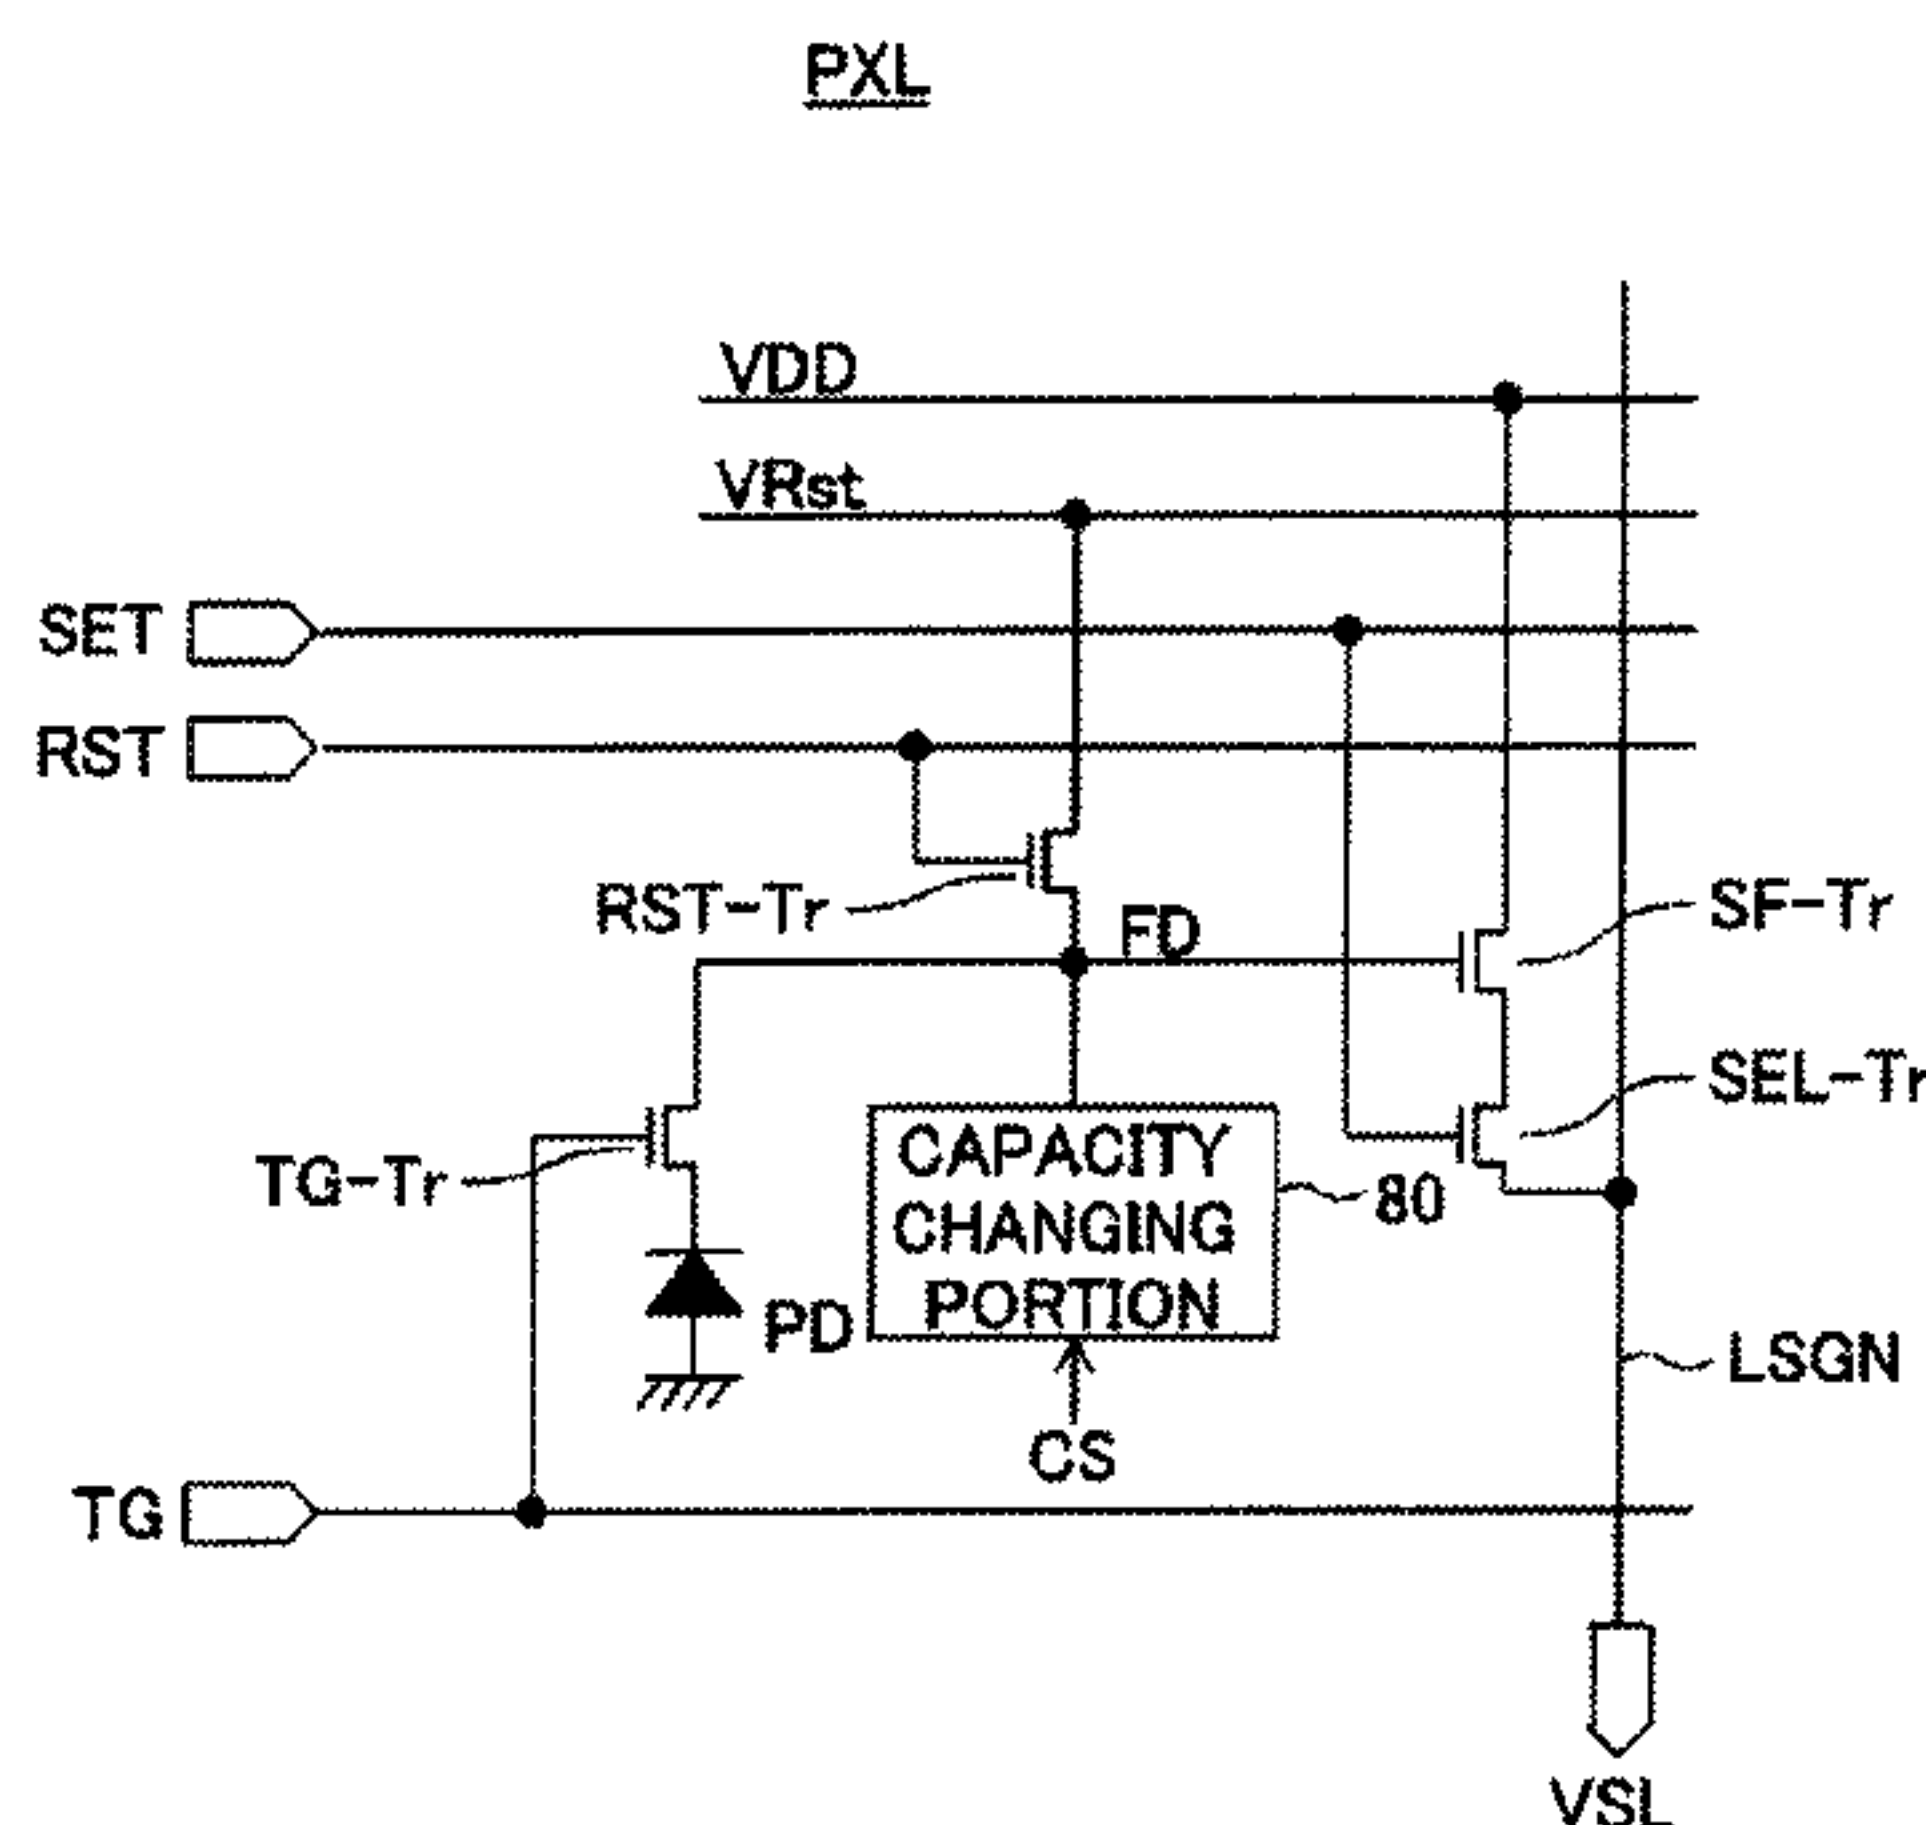 PXL
VDD
VRst
SET
RST
RST-Tr
FD
SF-Tr
SEL-Tr
TG-Tr
CAPACITY
CHANGING
PORTION
80
PD
LSGN
CS
TG
VSL